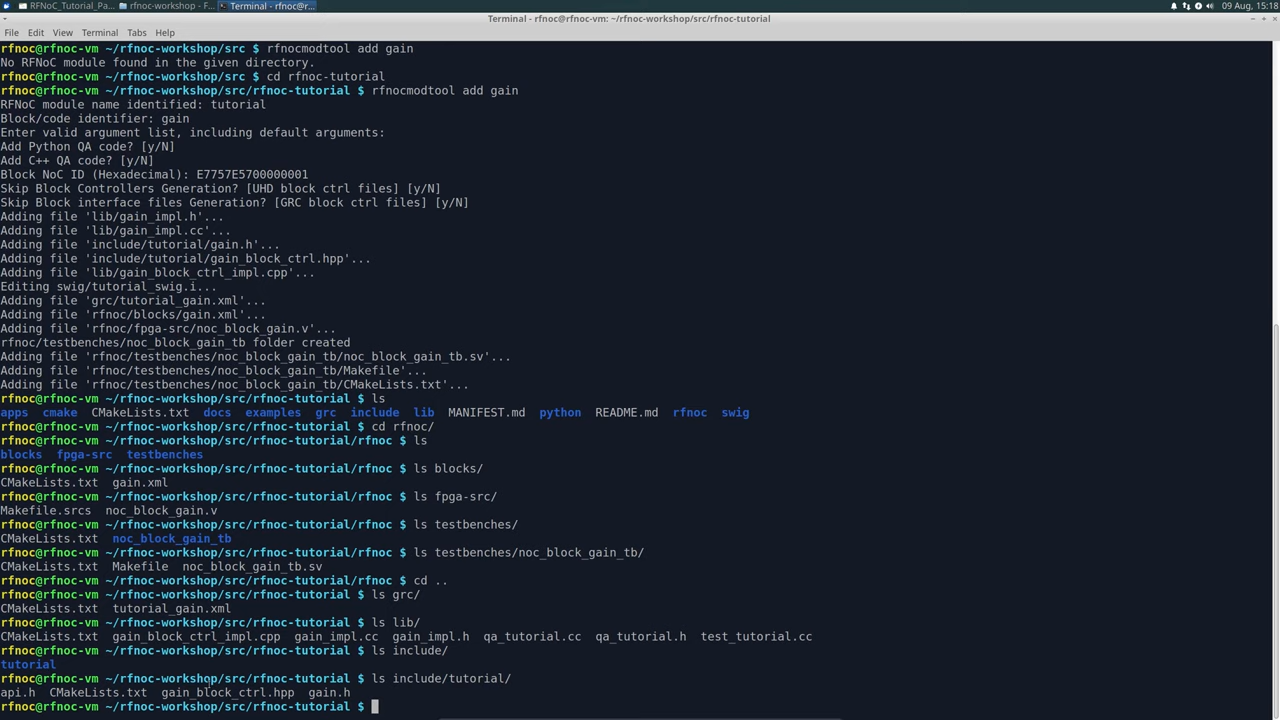 RFNoC_Tutorial_Pa... rfnoc-workshop - F... Terminal - rfnoc@r... 09 Aug, 15:18
Terminal - rfnoc@rfnoc-vm: ~/rfnoc-workshop/src/rfnoc-tutorial
File Edit View Terminal Tabs Help
rfnoc@rfnoc-vm ~/rfnoc-workshop/src $ rfnocmodtool add gain
No RFNoC module found in the given directory.
rfnoc@rfnoc-vm ~/rfnoc-workshop/src $ cd rfnoc-tutorial
rfnoc@rfnoc-vm ~/rfnoc-workshop/src/rfnoc-tutorial $ rfnocmodtool add gain
RFNoC module name identified: tutorial
Block/code identifier: gain
Enter valid argument list, including default arguments:
Add Python QA code? [y/N]
Add C++ QA code? [y/N]
Block NoC ID (Hexadecimal): E7757E5700000001
Skip Block Controllers Generation? [UHD block ctrl files] [y/N]
Skip Block interface files Generation? [GRC block ctrl files] [y/N]
Adding file 'lib/gain_impl.h'...
Adding file 'lib/gain_impl.cc'...
Adding file 'include/tutorial/gain.h'...
Adding file 'include/tutorial/gain_block_ctrl.hpp'...
Adding file 'lib/gain_block_ctrl_impl.cpp'...
Editing swig/tutorial_swig.i...
Adding file 'grc/tutorial_gain.xml'...
Adding file 'rfnoc/blocks/gain.xml'...
Adding file 'rfnoc/fpga-src/noc_block_gain.v'...
rfnoc/testbenches/noc_block_gain_tb folder created
Adding file 'rfnoc/testbenches/noc_block_gain_tb/noc_block_gain_tb.sv'...
Adding file 'rfnoc/testbenches/noc_block_gain_tb/Makefile'...
Adding file 'rfnoc/testbenches/noc_block_gain_tb/CMakeLists.txt'...
rfnoc@rfnoc-vm ~/rfnoc-workshop/src/rfnoc-tutorial $ ls
apps cmake CMakeLists.txt docs examples grc include lib MANIFEST.md python README.md rfnoc swig
rfnoc@rfnoc-vm ~/rfnoc-workshop/src/rfnoc-tutorial $ cd rfnoc/
rfnoc@rfnoc-vm ~/rfnoc-workshop/src/rfnoc-tutorial/rfnoc $ ls
blocks fpga-src testbenches
rfnoc@rfnoc-vm ~/rfnoc-workshop/src/rfnoc-tutorial/rfnoc $ ls blocks/
CMakeLists.txt gain.xml
rfnoc@rfnoc-vm ~/rfnoc-workshop/src/rfnoc-tutorial/rfnoc $ ls fpga-src/
Makefile.srcs noc_block_gain.v
rfnoc@rfnoc-vm ~/rfnoc-workshop/src/rfnoc-tutorial/rfnoc $ ls testbenches/
CMakeLists.txt noc_block_gain_tb
rfnoc@rfnoc-vm ~/rfnoc-workshop/src/rfnoc-tutorial/rfnoc $ ls testbenches/noc_block_gain_tb/
CMakeLists.txt Makefile noc_block_gain_tb.sv
rfnoc@rfnoc-vm ~/rfnoc-workshop/src/rfnoc-tutorial/rfnoc $ cd ..
rfnoc@rfnoc-vm ~/rfnoc-workshop/src/rfnoc-tutorial $ ls grc/
CMakeLists.txt tutorial_gain.xml
rfnoc@rfnoc-vm ~/rfnoc-workshop/src/rfnoc-tutorial $ ls lib/
CMakeLists.txt gain_block_ctrl_impl.cpp gain_impl.cc gain_impl.h qa_tutorial.cc qa_tutorial.h test_tutorial.cc
rfnoc@rfnoc-vm ~/rfnoc-workshop/src/rfnoc-tutorial $ ls include/
tutorial
rfnoc@rfnoc-vm ~/rfnoc-workshop/src/rfnoc-tutorial $ ls include/tutorial/
api.h CMakeLists.txt gain_block_ctrl.hpp gain.h
rfnoc@rfnoc-vm ~/rfnoc-workshop/src/rfnoc-tutorial $